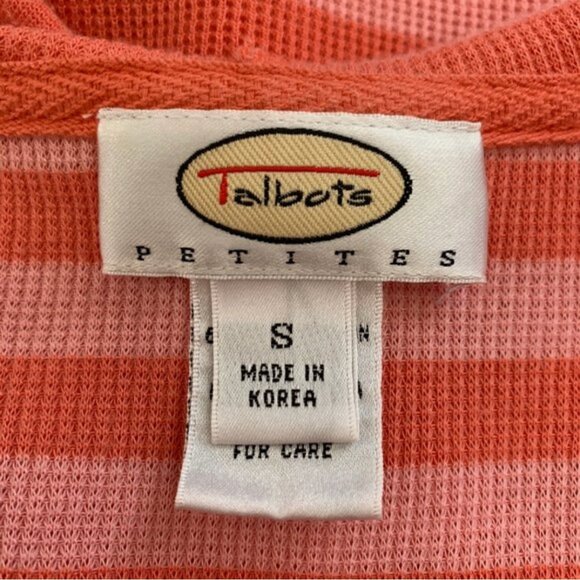 Talbots
PETITES
S
MADE IN
KOREA
FOR CARE